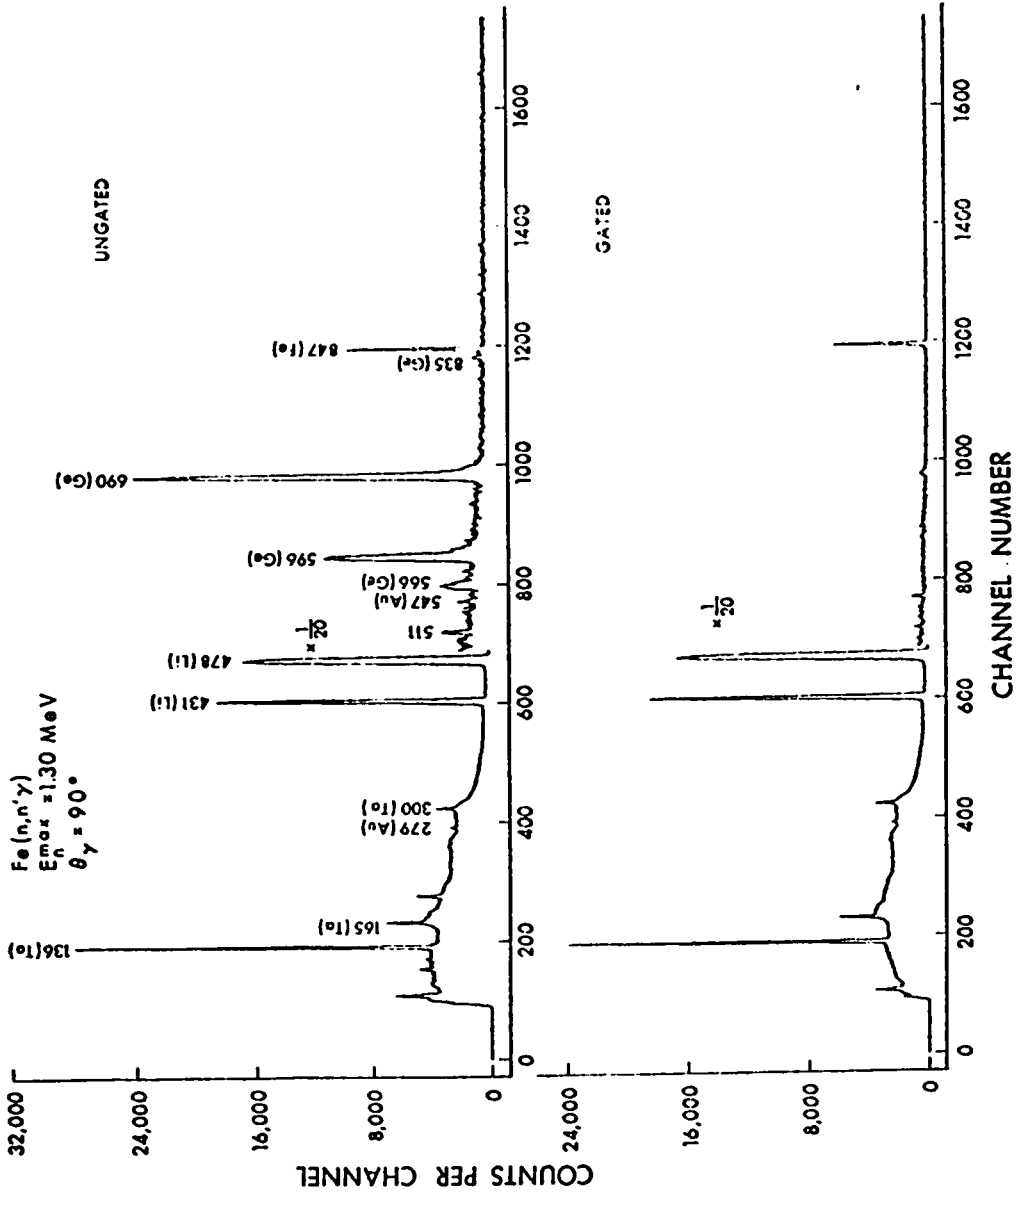 Fe(n,n'γ)
E_n^max = 1.30 MeV
θ_γ = 90°
UNGATED
136(Ta)
165(Ta)
279(Au)
300(Ta)
431(Li)
478(Li)
× 1/20
511
547(Au)
566(Ge)
596(Ge)
690(Ge)
835(Ge)
847(Fe)
32,000
24,000
16,000
8,000
0
0
200
400
600
800
1000
1200
1400
1600
GATED
× 1/20
24,000
16,000
8,000
0
0
200
400
600
800
1000
1200
1400
1600
COUNTS PER CHANNEL
CHANNEL NUMBER